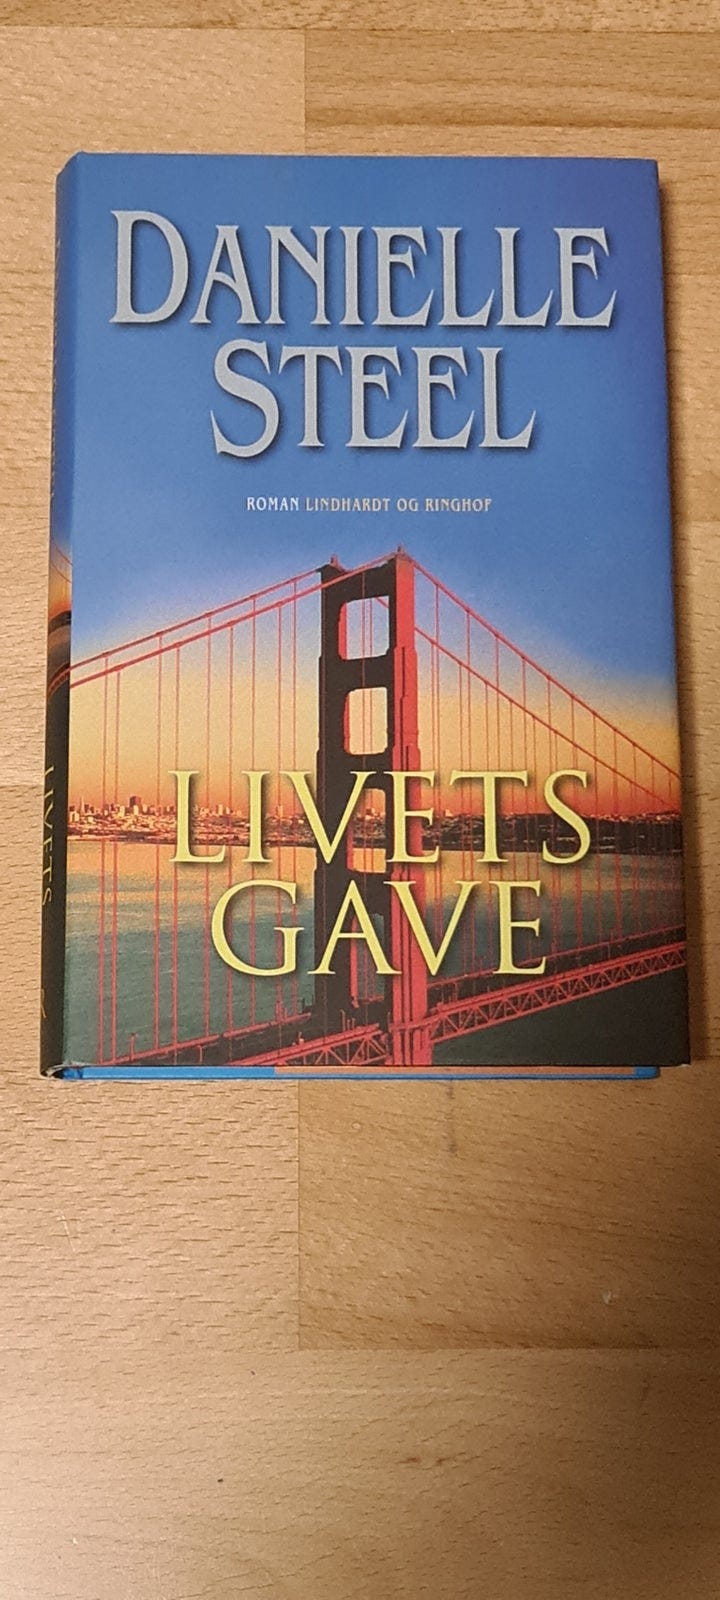 DANIELLE
STEEL
ROMAN LINDHARDT OG RINGHOF
LIVETS
GAVE
LIVETS